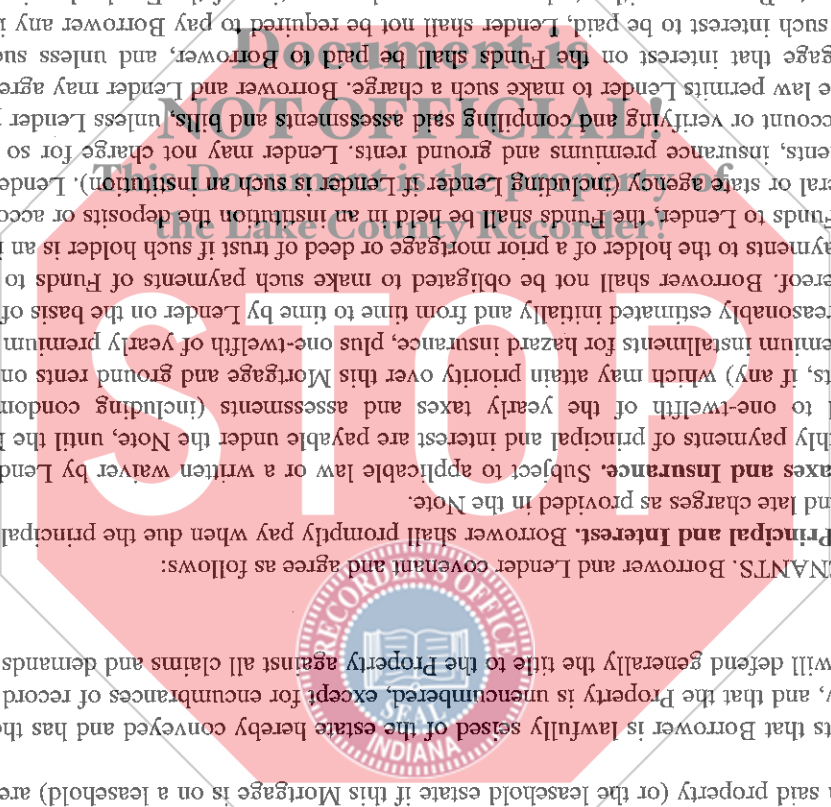 said property (or the leasehold estate if this Mortgage is on a leasehold) are
ts that Borrower is lawfully seised of the estate hereby conveyed and has th
, and that the Property is unencumbered, except for encumbrances of record
will defend generally the title to the Property against all claims and demands
ENANTS. Borrower and Lender covenant and agree as follows:
Principal and Interest. Borrower shall promptly pay when due the principal
nd late charges as provided in the Note.
axes and Insurance. Subject to applicable law or a written waiver by Lend
hly payments of principal and interest are payable under the Note, until the
l to one-twelfth of the yearly taxes and assessments (including condom
ts, if any) which may attain priority over this Mortgage and ground rents on
emium installments for hazard insurance, plus one-twelfth of yearly premium
reasonably estimated initially and from time to time by Lender on the basis of
ereof. Borrower shall not be obligated to make such payments of Funds to
ayments to the holder of a prior mortgage or deed of trust if such holder is an i
Funds to Lender, the Funds shall be held in an institution the deposits or acco
eral or state agency (including Lender if Lender is such an institution). Lende
ents, insurance premiums and ground rents. Lender may not charge for so
ccount or verifying and compiling said assessments and bills, unless Lender
e law permits Lender to make such a charge. Borrower and Lender may agre
gage that interest on the Funds shall be paid to Borrower, and unless suc
such interest to be paid, Lender shall not be required to pay Borrower any i
Document is
NOT OFFICIAL!
This Document is the property of
the Lake County Recorder!
STOP
RECORDER'S OFFICE
SEAL
INDIANA